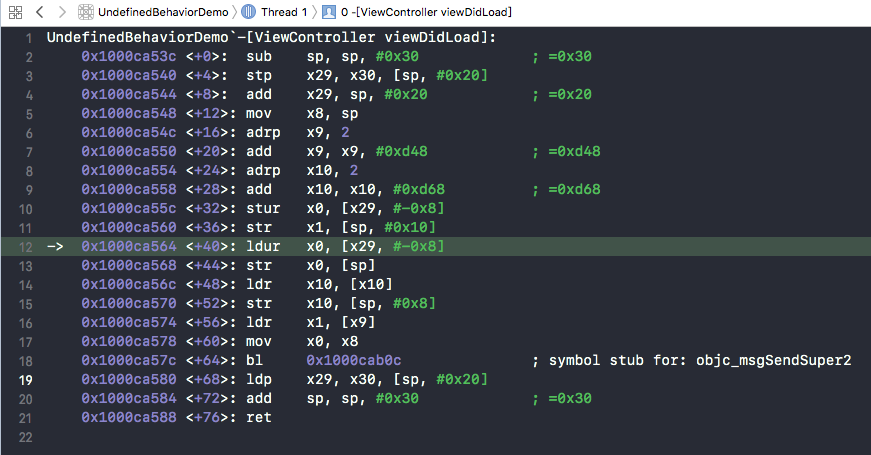 UndefinedBehaviorDemo Thread 1 0 -[ViewController viewDidLoad]
1 UndefinedBehaviorDemo`-[ViewController viewDidLoad]:
2 0x1000ca53c <+0>: sub sp, sp, #0x30 ; =0x30
3 0x1000ca540 <+4>: stp x29, x30, [sp, #0x20]
4 0x1000ca544 <+8>: add x29, sp, #0x20 ; =0x20
5 0x1000ca548 <+12>: mov x8, sp
6 0x1000ca54c <+16>: adrp x9, 2
7 0x1000ca550 <+20>: add x9, x9, #0xd48 ; =0xd48
8 0x1000ca554 <+24>: adrp x10, 2
9 0x1000ca558 <+28>: add x10, x10, #0xd68 ; =0xd68
10 0x1000ca55c <+32>: stur x0, [x29, #-0x8]
11 0x1000ca560 <+36>: str x1, [sp, #0x10]
12 -> 0x1000ca564 <+40>: ldur x0, [x29, #-0x8]
13 0x1000ca568 <+44>: str x0, [sp]
14 0x1000ca56c <+48>: ldr x10, [x10]
15 0x1000ca570 <+52>: str x10, [sp, #0x8]
16 0x1000ca574 <+56>: ldr x1, [x9]
17 0x1000ca578 <+60>: mov x0, x8
18 0x1000ca57c <+64>: bl 0x1000cab0c ; symbol stub for: objc_msgSendSuper2
19 0x1000ca580 <+68>: ldp x29, x30, [sp, #0x20]
20 0x1000ca584 <+72>: add sp, sp, #0x30 ; =0x30
21 0x1000ca588 <+76>: ret
22